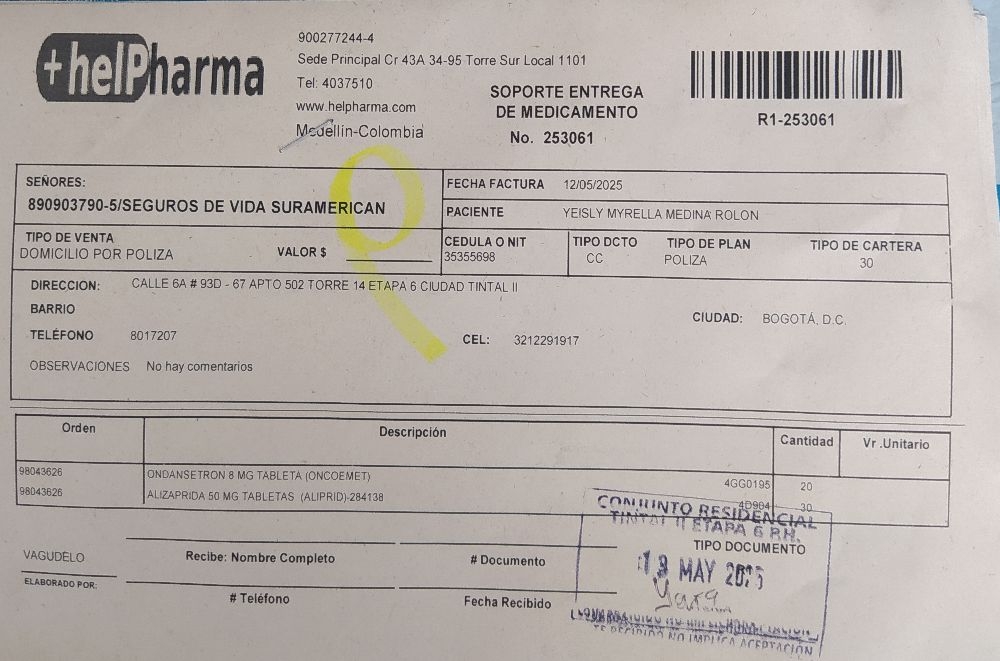 +helPharma
900277244-4
Sede Principal Cr 43A 34-95 Torre Sur Local 1101
Tel: 4037510
www.helpharma.com
Medellín-Colombia
SOPORTE ENTREGA
DE MEDICAMENTO
No. 253061
R1-253061
SEÑORES:
890903790-5/SEGUROS DE VIDA SURAMERICAN
FECHA FACTURA 12/05/2025
PACIENTE YEISLY MYRELLA MEDINA ROLON
TIPO DE VENTA
DOMICILIO POR POLIZA
VALOR $
CEDULA O NIT
35355698
TIPO DCTO
CC
TIPO DE PLAN
POLIZA
TIPO DE CARTERA
30
DIRECCION: CALLE 6A # 93D - 67 APTO 502 TORRE 14 ETAPA 6 CIUDAD TINTAL II
BARRIO
CIUDAD: BOGOTÁ, D.C.
TELÉFONO 8017207
CEL: 3212291917
OBSERVACIONES No hay comentarios
Orden Descripción Cantidad Vr .Unitario
98043626 ONDANSETRON 8 MG TABLETA (ONCOEMET) 4GG0195 20
98043626 ALIZAPRIDA 50 MG TABLETAS (ALIPRID)-284138 4D904 30
CONJUNTO RESIDENCIAL
TINTAL II ETAPA 6 P.H.
VAGUDELO
ELABORADO POR:
Recibe: Nombre Completo
# Documento
TIPO DOCUMENTO
13 MAY 2025
# Teléfono
Fecha Recibido
RECIBIDO NO IMPLICA ACEPTACIÓN